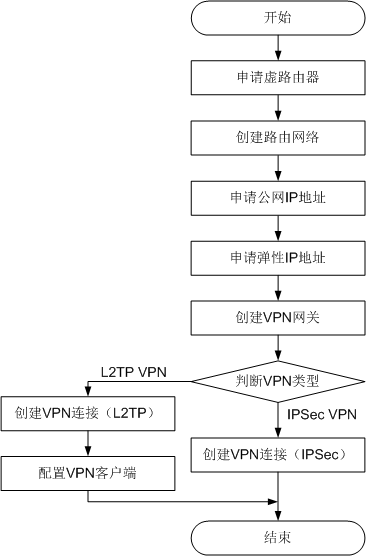 开始
申请虚路由器
创建路由网络
申请公网IP地址
申请弹性IP地址
创建VPN网关
判断VPN类型
L2TP VPN
IPSec VPN
创建VPN连接（L2TP）
配置VPN客户端
创建VPN连接（IPSec）
结束